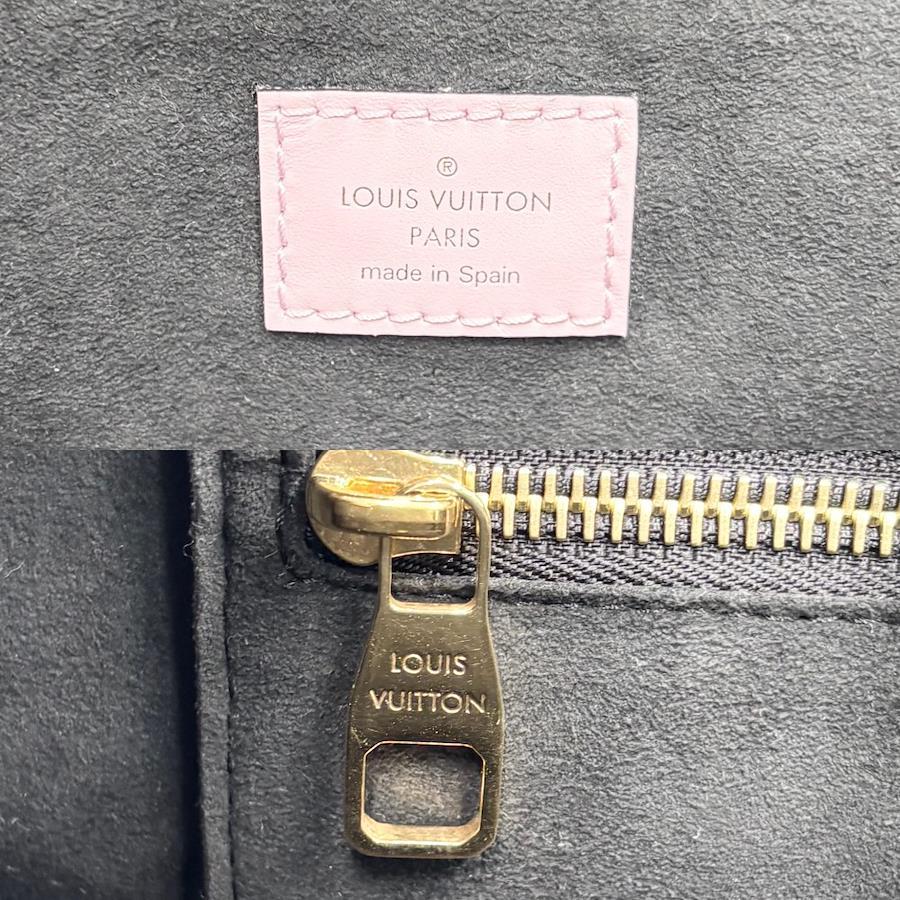 ®
LOUIS VUITTON
PARIS
made in Spain
LOUIS
VUITTON